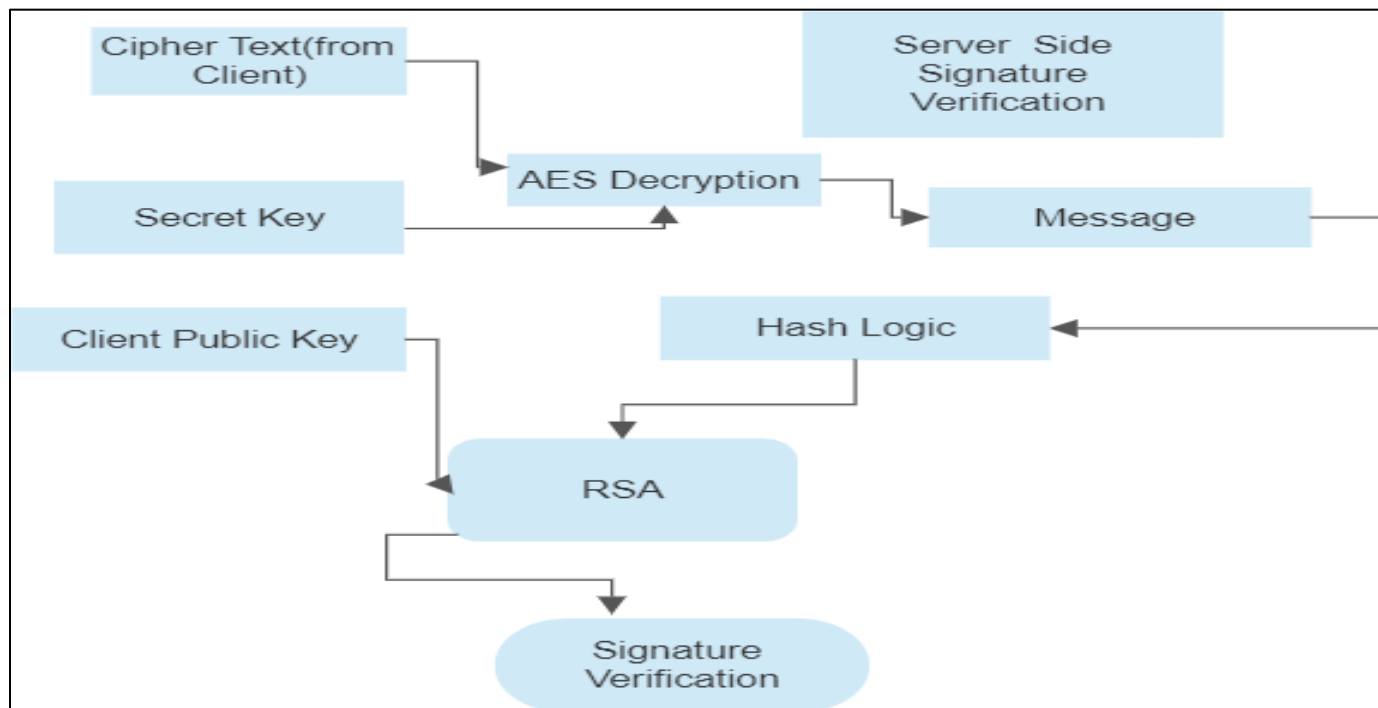 Cipher Text(from
Client)
Server Side
Signature
Verification
AES Decryption
Secret Key
Message
Client Public Key
Hash Logic
RSA
Signature
Verification